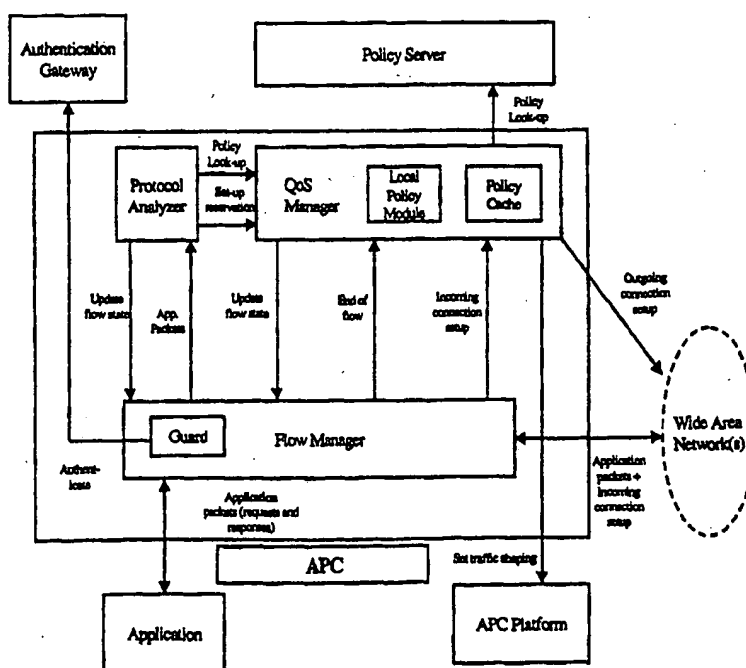 Authentication
Gateway
Policy Server
Policy
Look-up
Policy
Look-up
Protocol
Analyzer
Set-up
reservation
QoS
Manager
Local
Policy
Module
Policy
Cache
Update
flow state
App.
Packets
Update
flow state
End of
flow
Incoming
connection
setup
Outgoing
connection
setup
Guard
Flow Manager
Wide Area
Network(s)
Authent-
icate
Application
packets (requests and
responses)
Application
packets +
Incoming
connection
setup
APC
Set traffic shaping
Application
APC Platform